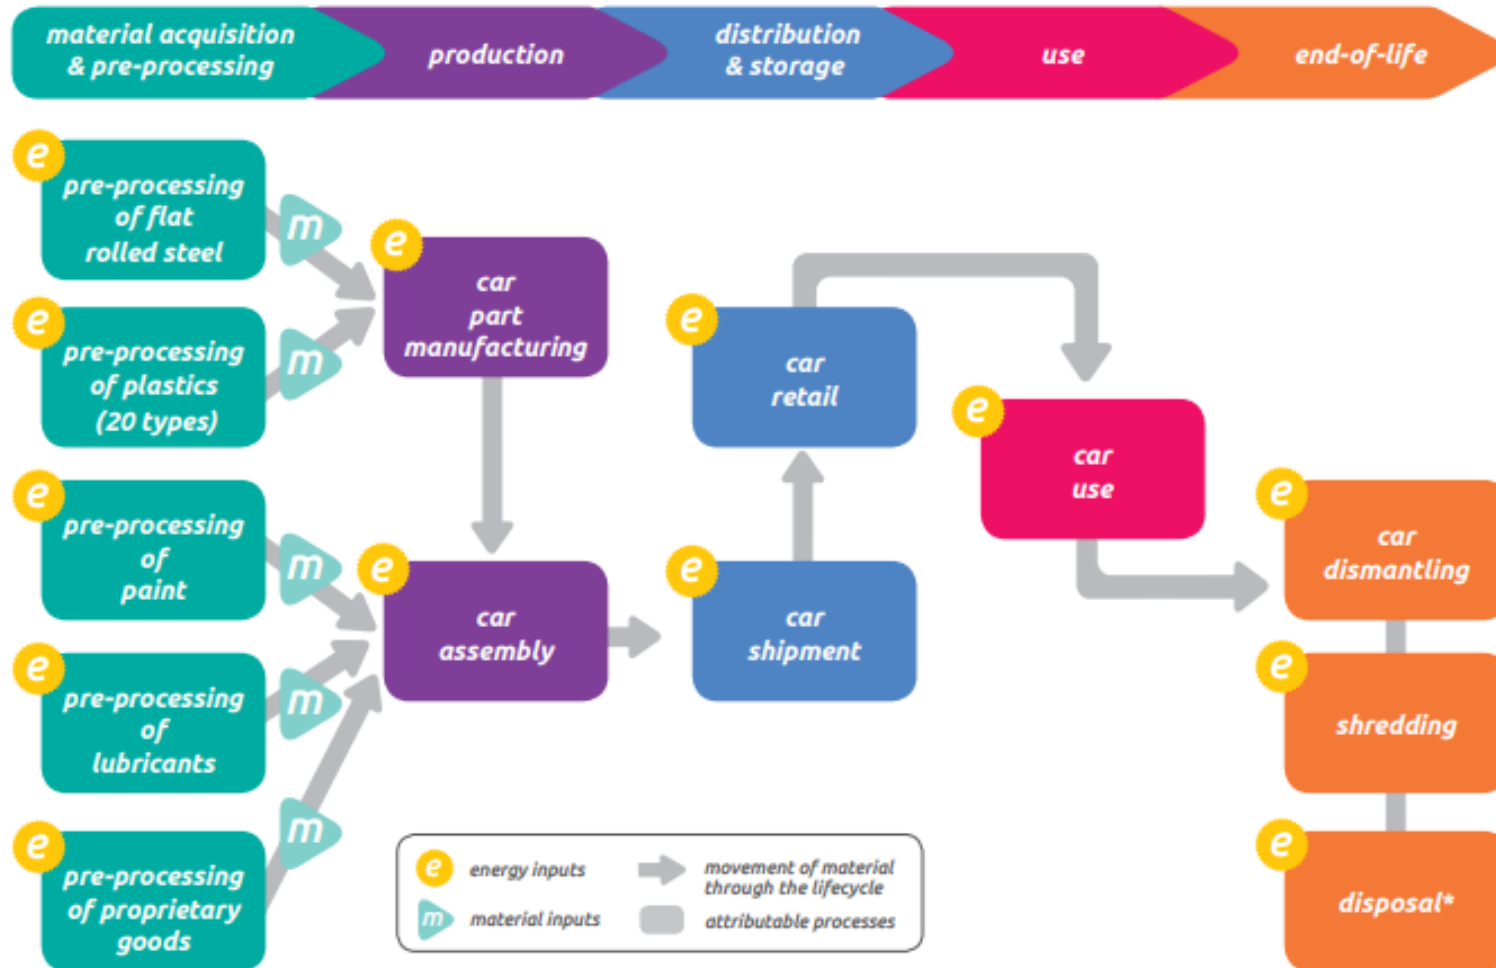 material acquisition
& pre-processing
production
distribution
& storage
use
end-of-life
e
pre-processing
of flat
rolled steel
m
e
pre-processing
of plastics
(20 types)
m
e
pre-processing
of
paint
m
e
pre-processing
of
lubricants
m
e
pre-processing
of proprietary
goods
m
e
car
part
manufacturing
e
car
assembly
e
car
retail
e
car
shipment
e
car
use
e
car
dismantling
e
shredding
e
disposal*
e energy inputs
m material inputs
movement of material
through the lifecycle
attributable processes